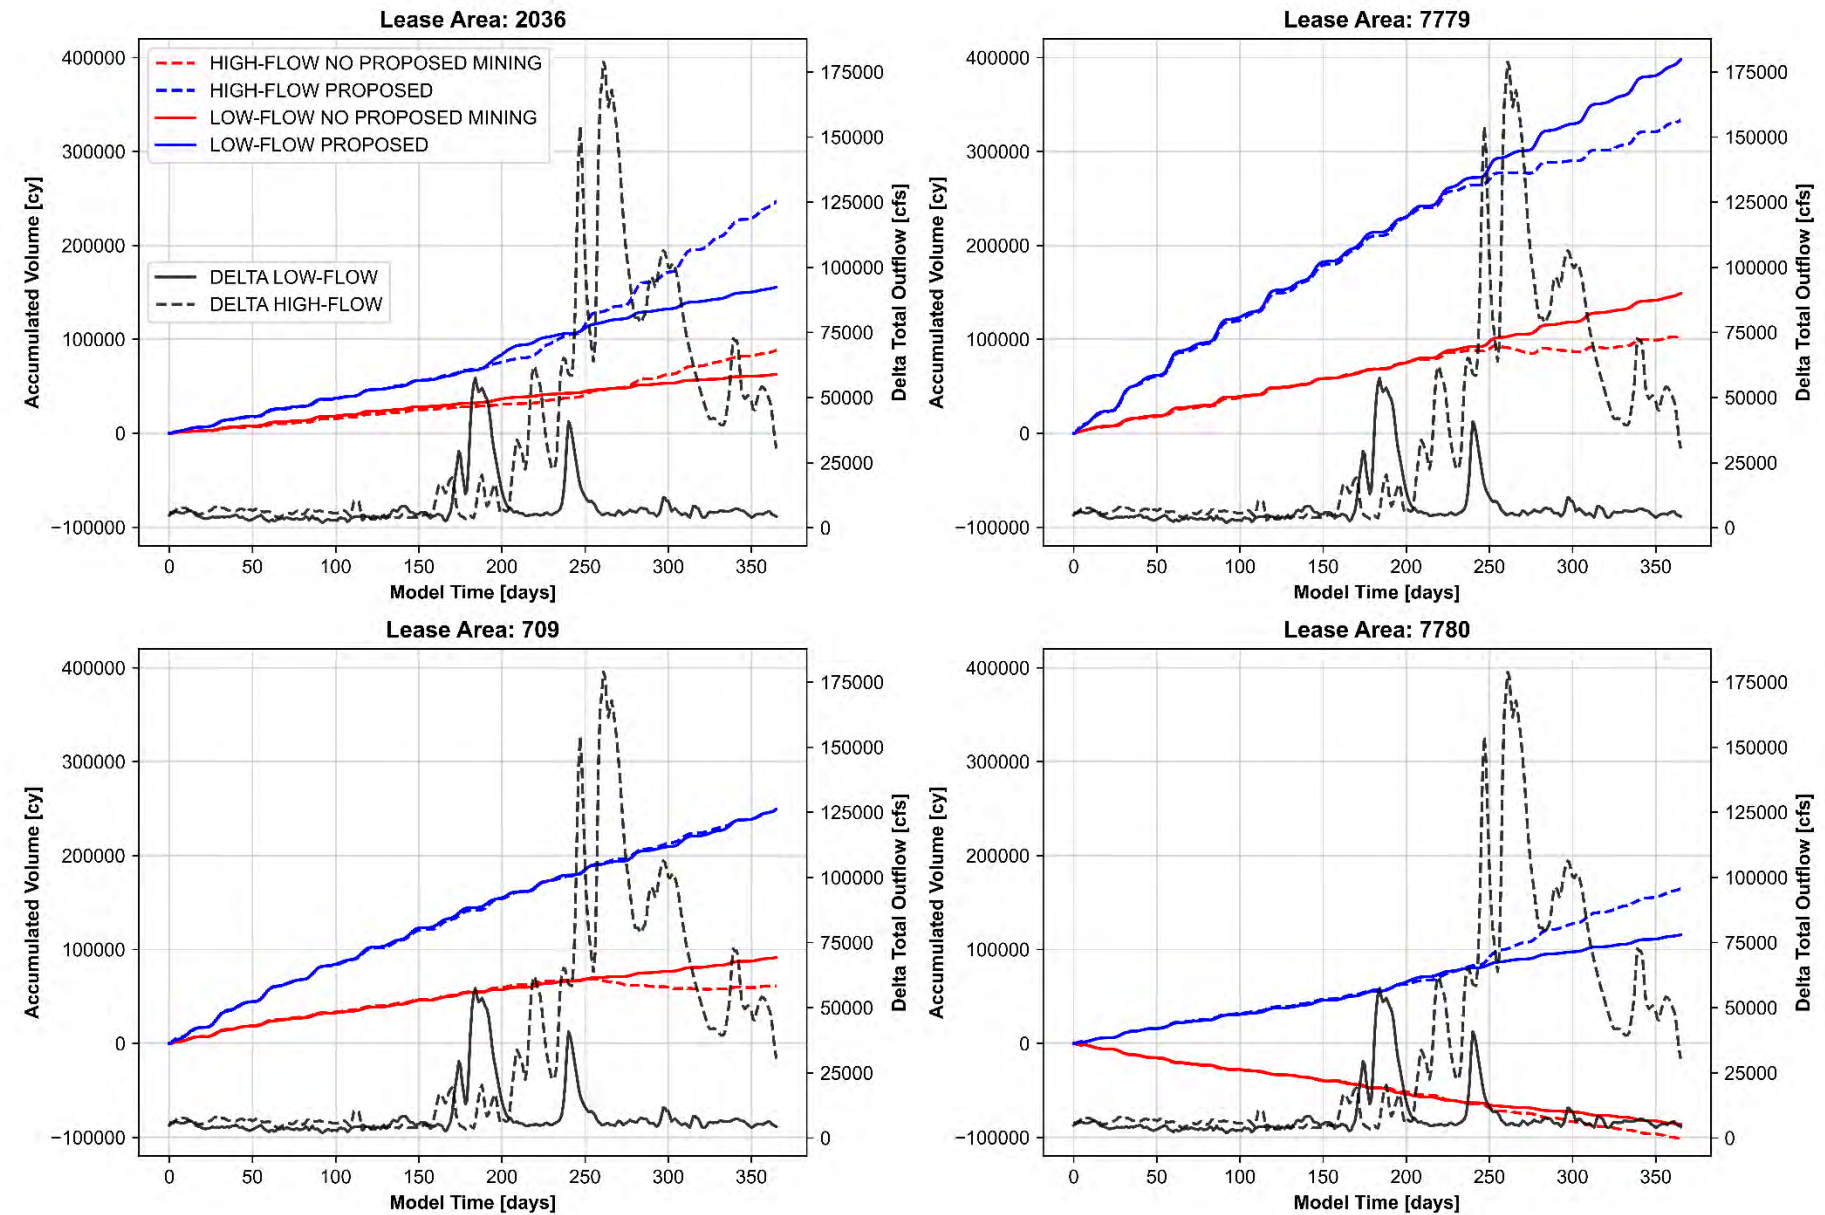 Lease Area: 2036
HIGH-FLOW NO PROPOSED MINING
HIGH-FLOW PROPOSED
LOW-FLOW NO PROPOSED MINING
LOW-FLOW PROPOSED
DELTA LOW-FLOW
DELTA HIGH-FLOW
Accumulated Volume [cy]
400000
300000
200000
100000
0
−100000
Delta Total Outflow [cfs]
175000
150000
125000
100000
75000
50000
25000
0
0 50 100 150 200 250 300 350
Model Time [days]
Lease Area: 7779
Accumulated Volume [cy]
400000
300000
200000
100000
0
−100000
Delta Total Outflow [cfs]
175000
150000
125000
100000
75000
50000
25000
0
0 50 100 150 200 250 300 350
Model Time [days]
Lease Area: 709
Accumulated Volume [cy]
400000
300000
200000
100000
0
−100000
Delta Total Outflow [cfs]
175000
150000
125000
100000
75000
50000
25000
0
0 50 100 150 200 250 300 350
Model Time [days]
Lease Area: 7780
Accumulated Volume [cy]
400000
300000
200000
100000
0
−100000
Delta Total Outflow [cfs]
175000
150000
125000
100000
75000
50000
25000
0
0 50 100 150 200 250 300 350
Model Time [days]